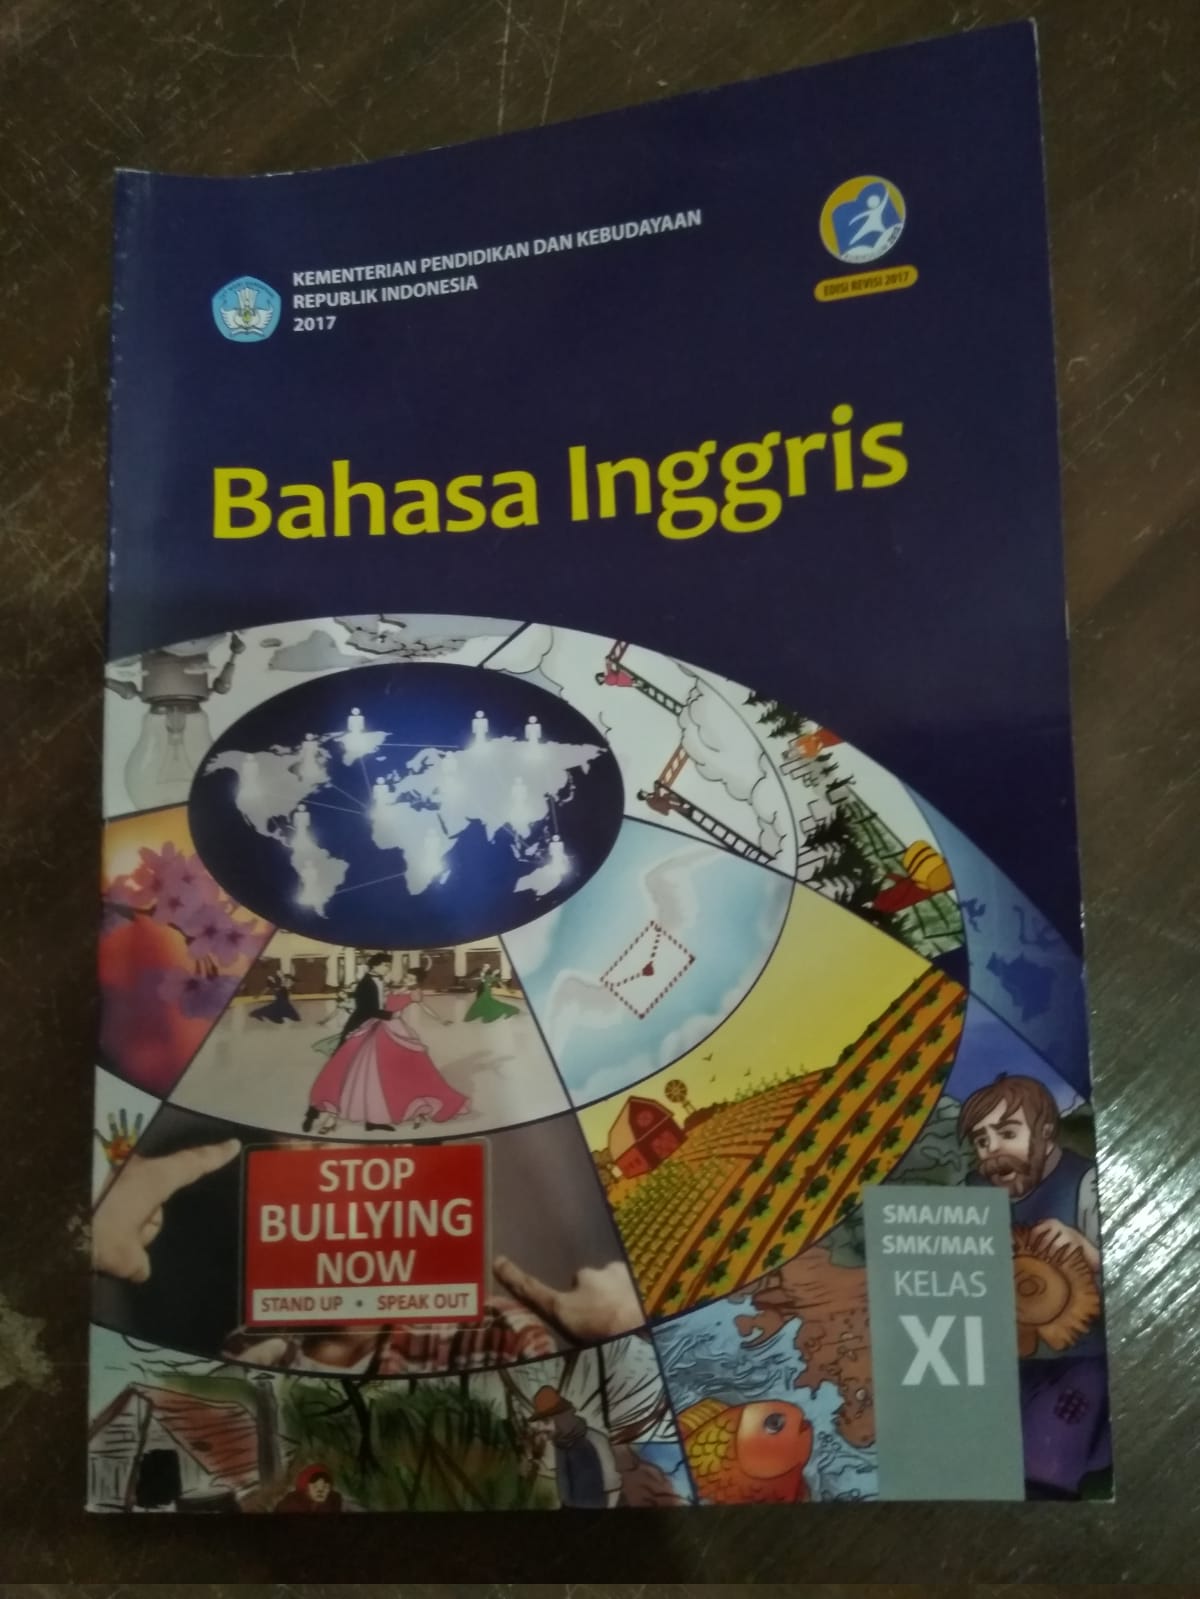 KEMENTERIAN PENDIDIKAN DAN KEBUDAYAAN
REPUBLIK INDONESIA
2017
EDISI REVISI 2017
Bahasa Inggris
STOP
BULLYING
NOW
STAND UP • SPEAK OUT
SMA/MA/
SMK/MAK
KELAS
XI